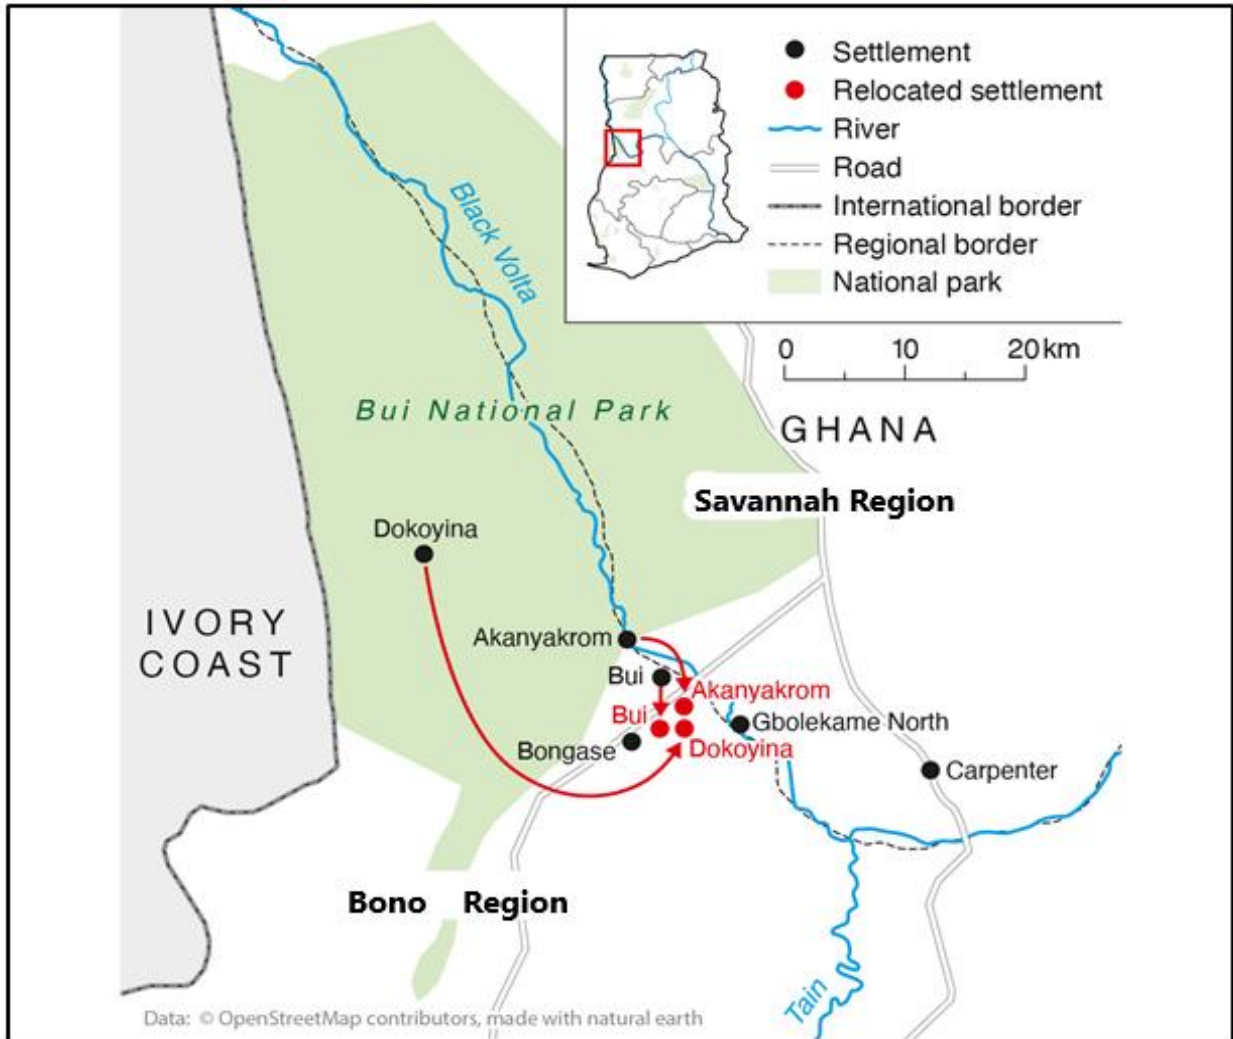 Settlement
Relocated settlement
River
Road
International border
Regional border
National park
0 10 20 km
Black Volta
Bui National Park
GHANA
Savannah Region
Dokoyina
IVORY
COAST
Akanyakrom
Bui
Akanyakrom
Bui
Gbolekame North
Bongase
Dokoyina
Carpenter
Bono Region
Tain
Data: © OpenStreetMap contributors, made with natural earth